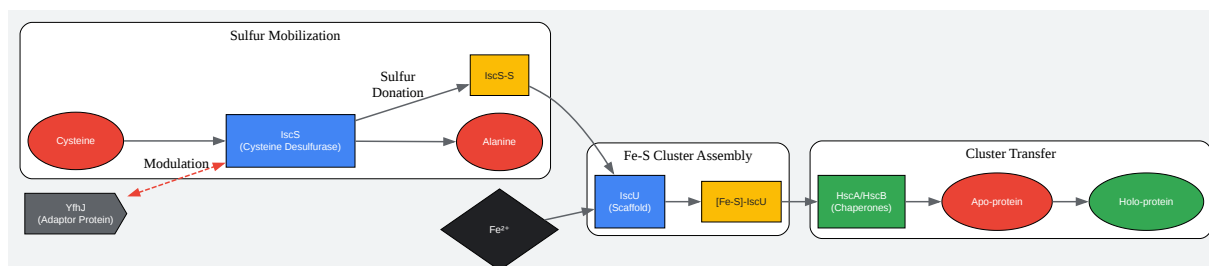 Sulfur Mobilization
Cysteine
IscS
(Cysteine Desulfurase)
Sulfur
Donation
IscS-S
Alanine
Modulation
YfhJ
(Adaptor Protein)
Fe²⁺
Fe-S Cluster Assembly
IscU
(Scaffold)
[Fe-S]-IscU
Cluster Transfer
HscA/HscB
(Chaperones)
Apo-protein
Holo-protein